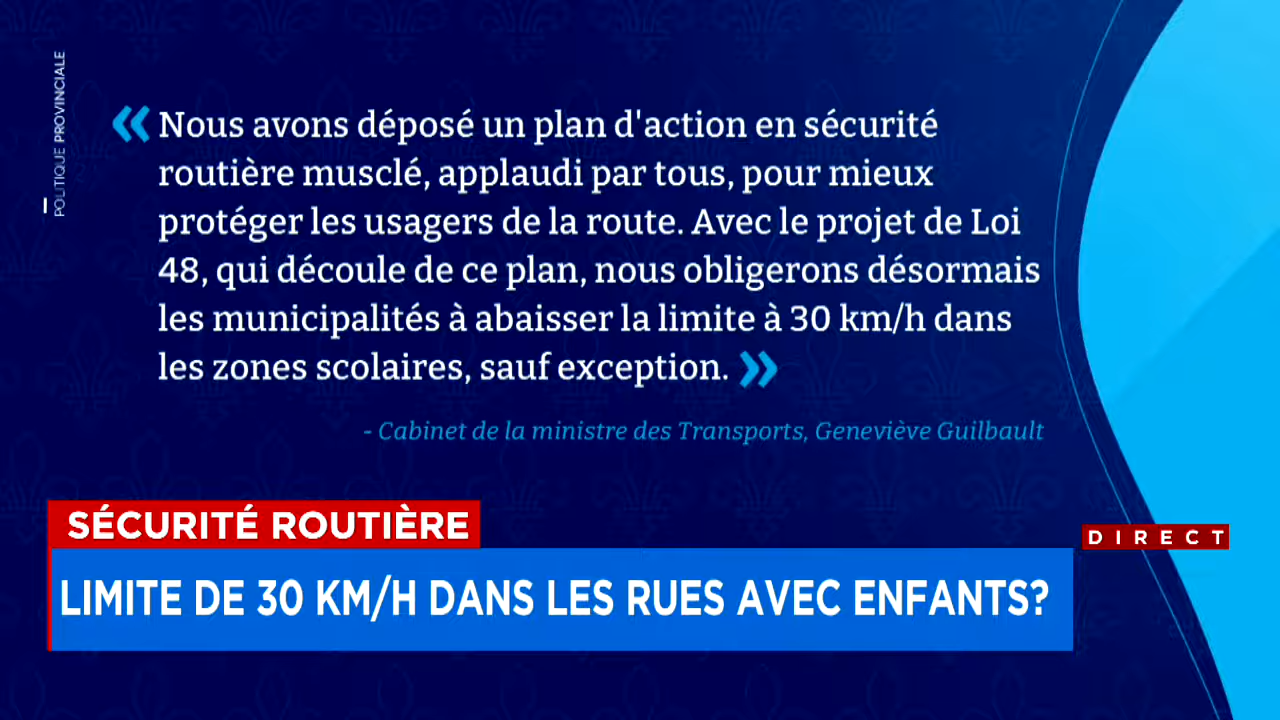 POLITIQUE PROVINCIALE
« Nous avons déposé un plan d'action en sécurité
routière musclé, applaudi par tous, pour mieux
protéger les usagers de la route. Avec le projet de Loi
48, qui découle de ce plan, nous obligerons désormais
les municipalités à abaisser la limite à 30 km/h dans
les zones scolaires, sauf exception. »
- Cabinet de la ministre des Transports, Geneviève Guilbault
SÉCURITÉ ROUTIÈRE
DIRECT
LIMITE DE 30 KM/H DANS LES RUES AVEC ENFANTS?